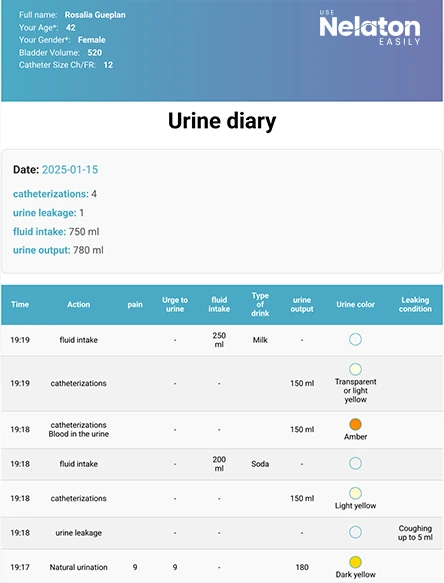 Full name: Rosalia Gueplan
Your Age*: 42
Your Gender*: Female
Bladder Volume: 520
Catheter Size Ch/FR: 12
USE
Nelaton
EASILY
Urine diary
Date: 2025-01-15
catheterizations: 4
urine leakage: 1
fluid intake: 750 ml
urine output: 780 ml
Time Action pain Urge to urine fluid intake Type of drink urine output Urine color Leaking condition
19:19 fluid intake - 250 ml Milk -
19:19 catheterizations - - 150 ml Transparent or light yellow
19:18 catheterizations Blood in the urine - - 150 ml Amber
19:18 fluid intake - 200 ml Soda -
19:18 catheterizations - - 150 ml Light yellow
19:18 urine leakage - - - Coughing up to 5 ml
19:17 Natural urination 9 9 - 180 Dark yellow